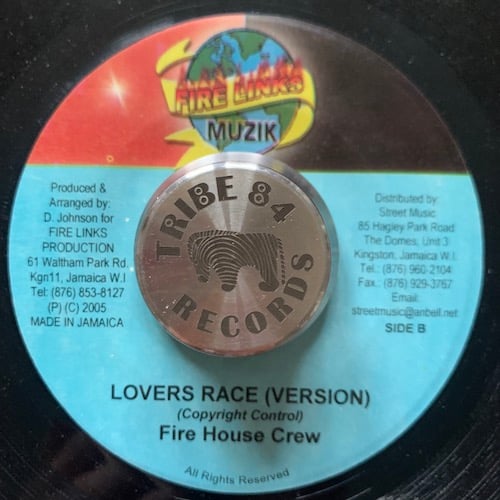 FIRE LINKS
MUZIK
Produced &
Arranged by:
D. Johnson for
FIRE LINKS
PRODUCTION
61 Waltham Park Rd.
Kgn11, Jamaica W.I
Tel: (876) 853-8127
(P) (C) 2005
MADE IN JAMAICA
TRIBE 84
RECORDS
Distributed by:
Street Music
85 Hagley Park Road
The Domes, Unit 3
Kingston, Jamaica W.I.
Tel.: (876) 960-2104
Fax.: (876) 929-3767
Email:
streetmusic@anbell.net
SIDE B
LOVERS RACE (VERSION)
(Copyright Control)
Fire House Crew
All Rights Reserved